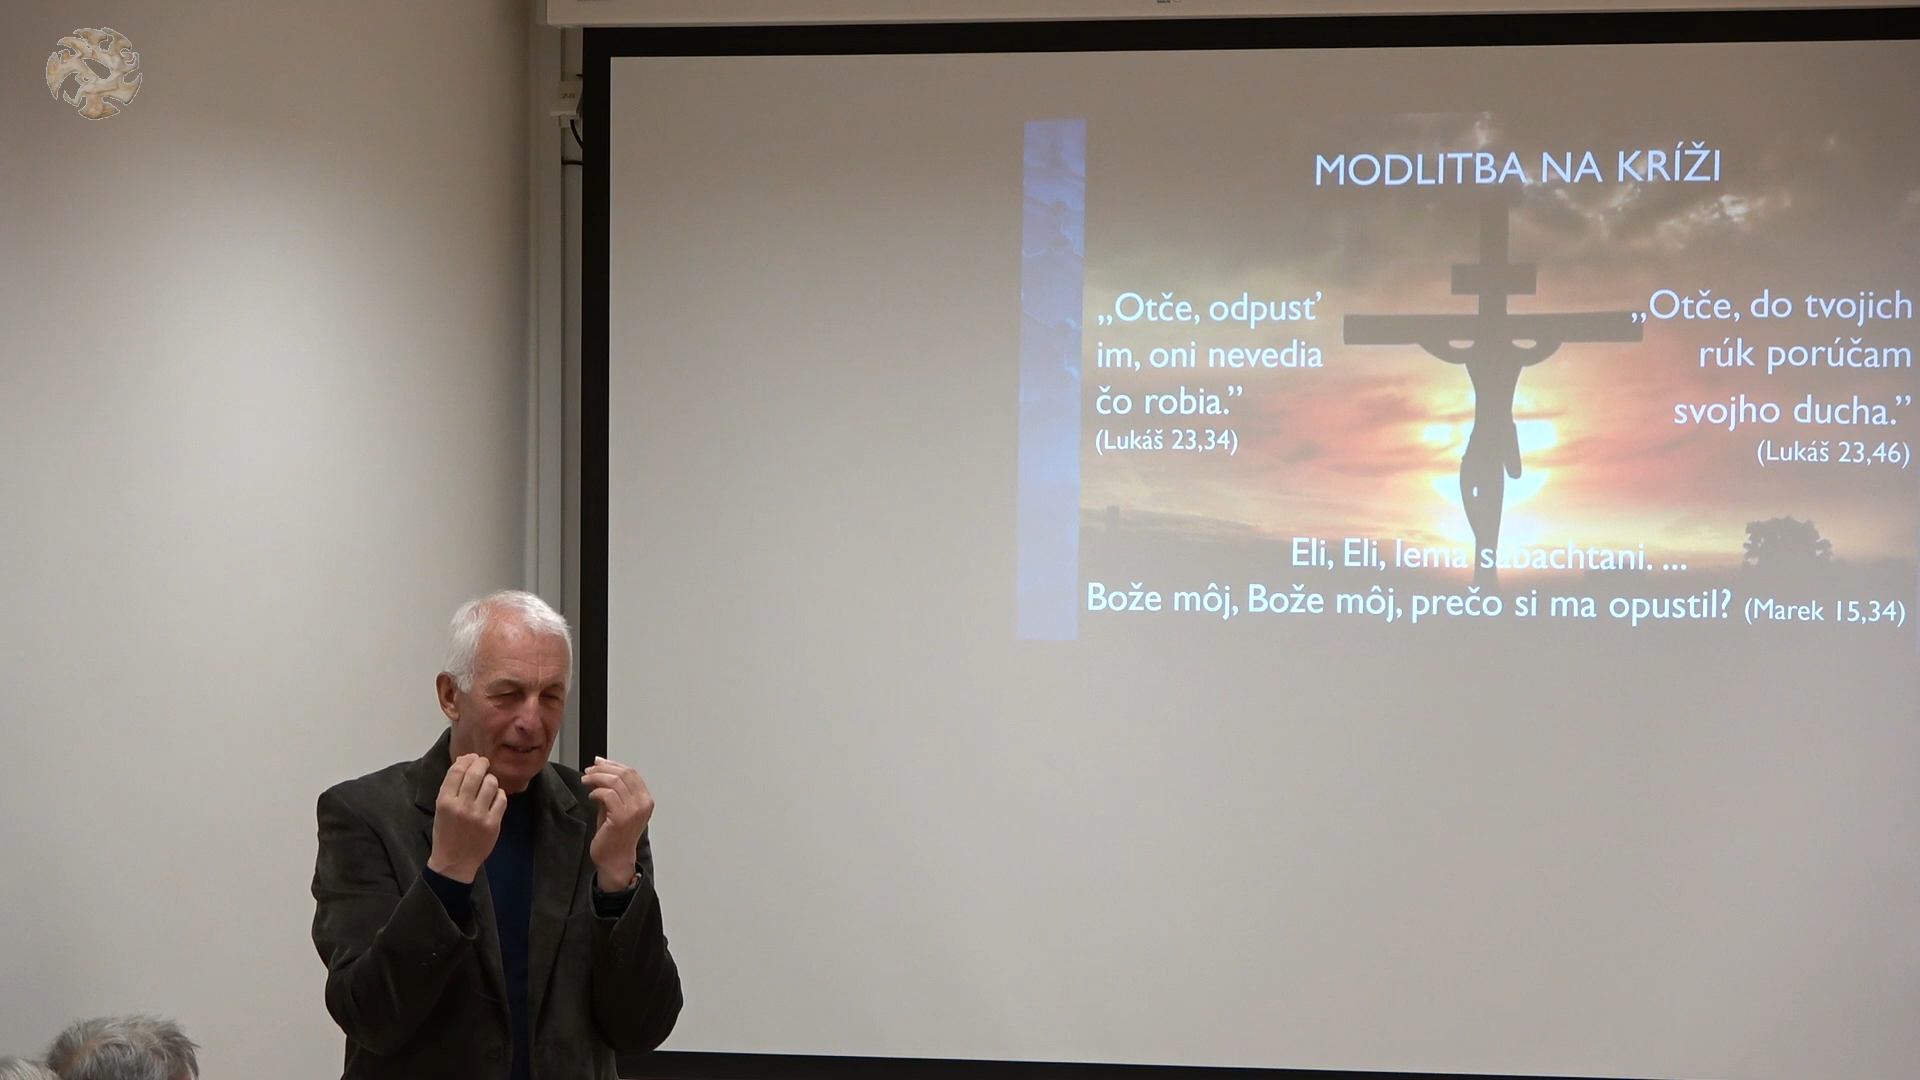 MODLITBA NA KRÍŽI
„Otče, odpusť
im, oni nevedia
čo robia.”
(Lukáš 23,34)
„Otče, do tvojich
rúk porúčam
svojho ducha.”
(Lukáš 23,46)
Eli, Eli, lema sabachtani. ...
Bože môj, Bože môj, prečo si ma opustil? (Marek 15,34)